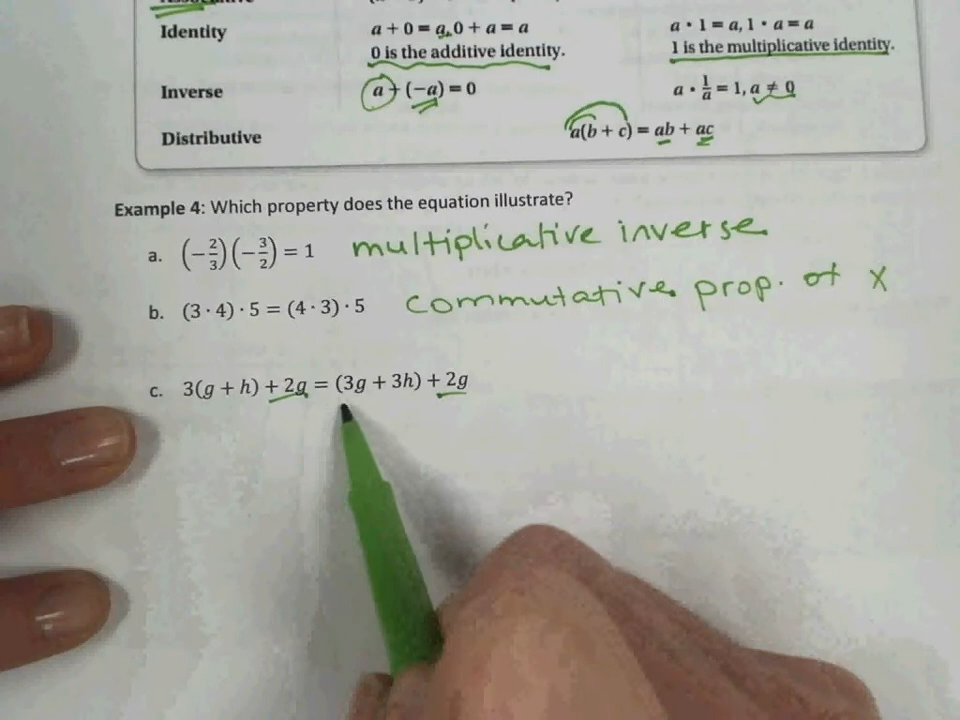 Identity a + 0 = a, 0 + a = a a · 1 = a, 1 · a = a
0 is the additive identity. 1 is the multiplicative identity.
Inverse a + (−a) = 0 a · 1/a = 1, a ≠ 0
Distributive a(b + c) = ab + ac
Example 4: Which property does the equation illustrate?
a. (−2/3)(−3/2) = 1 multiplicative inverse
b. (3 · 4) · 5 = (4 · 3) · 5 commutative prop. of x
c. 3(g + h) + 2g = (3g + 3h) + 2g